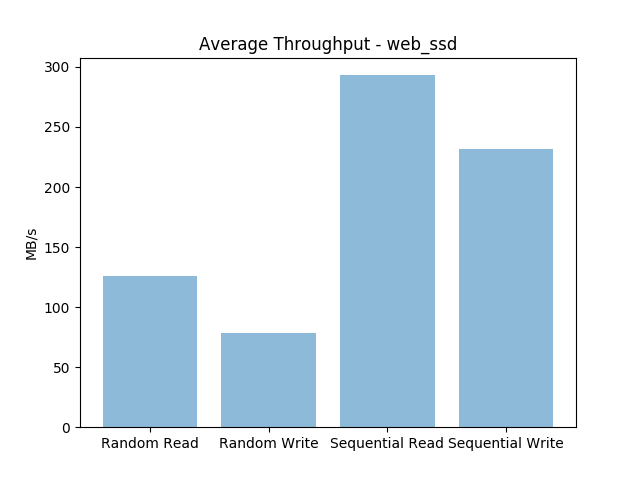 Average Throughput - web_ssd
300
250
200
150
100
50
0
MB/s
Random Read
Random Write
Sequential Read
Sequential Write